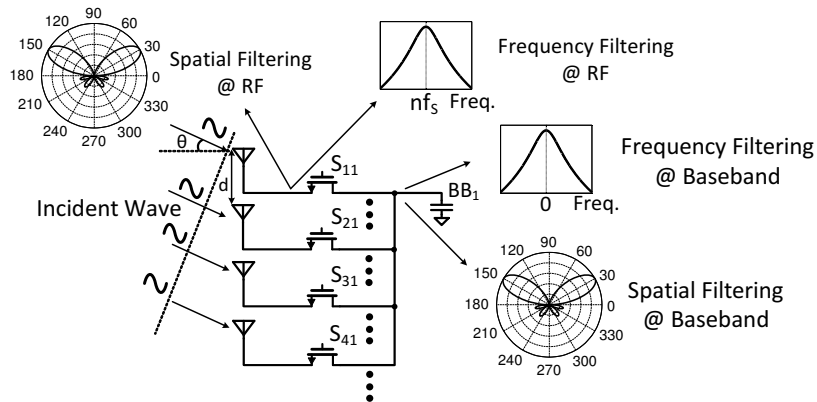 90
120 60
150 30
180 0
210 330
240 300
270
Spatial Filtering
@ RF
nfS Freq.
Frequency Filtering
@ RF
θ
d
Incident Wave
S11
S21
S31
S41
BB1
0 Freq.
Frequency Filtering
@ Baseband
90
120 60
150 30
180 0
210 330
240 300
270
Spatial Filtering
@ Baseband